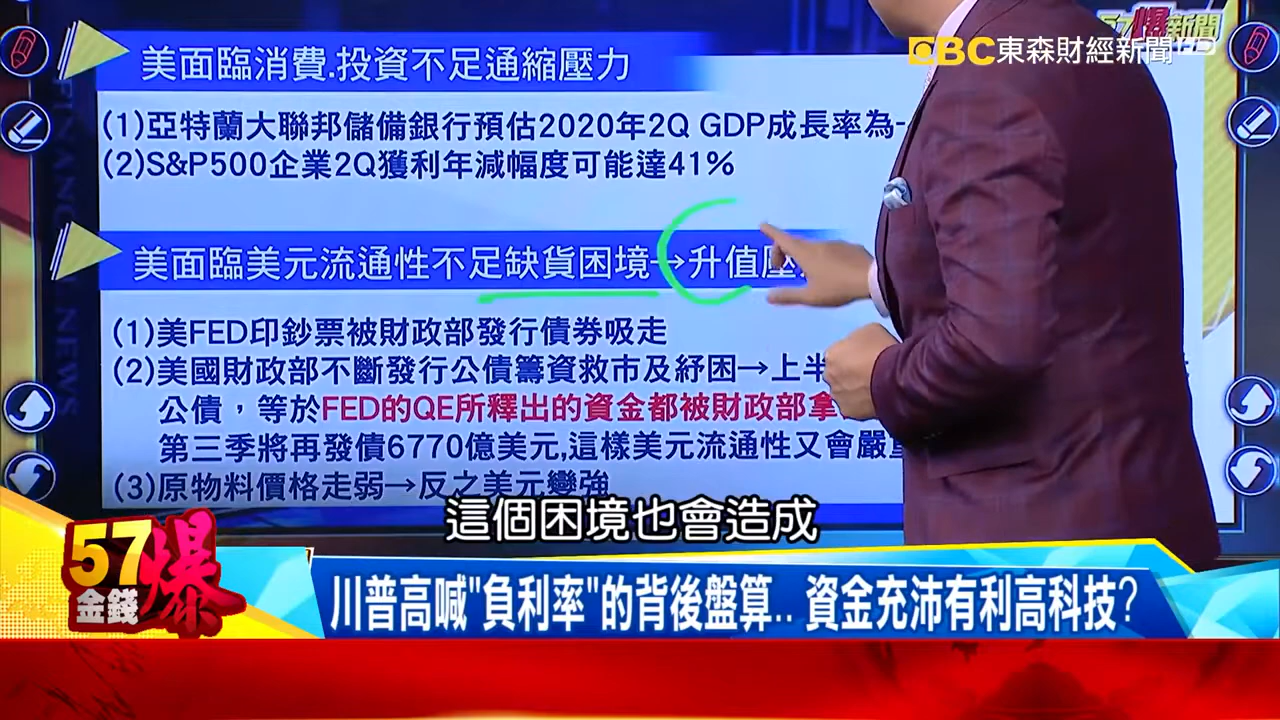 57爆新聞
EBC東森財經新聞
FINANCIAL NEWS
美面臨消費.投資不足通縮壓力
(1)亞特蘭大聯邦儲備銀行預估2020年2Q GDP成長率為-
(2)S&P500企業2Q獲利年減幅度可能達41%
美面臨美元流通性不足缺貨困境→升值壓
(1)美FED印鈔票被財政部發行債券吸走
(2)美國財政部不斷發行公債籌資救市及紓困→上半
公債，等於FED的QE所釋出的資金都被財政部拿
第三季將再發債6770億美元,這樣美元流通性又會嚴重
(3)原物料價格走弱→反之美元變強
這個困境也會造成
57爆
金錢
川普高喊"負利率"的背後盤算.. 資金充沛有利高科技?